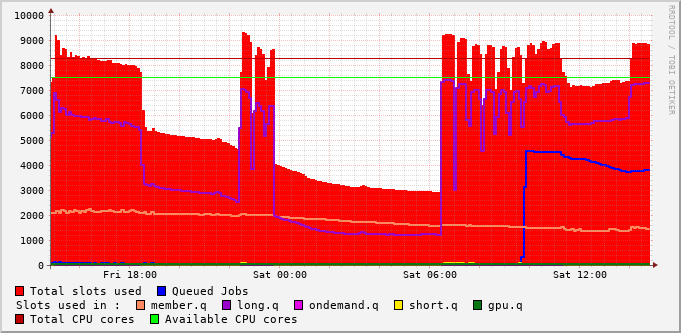 10000
9000
8000
7000
6000
5000
4000
3000
2000
1000
0
Fri 18:00 Sat 00:00 Sat 06:00 Sat 12:00
RRDTOOL / TOBI OETIKER
Total slots used Queued Jobs
Slots used in : member.q long.q ondemand.q short.q gpu.q
Total CPU cores Available CPU cores